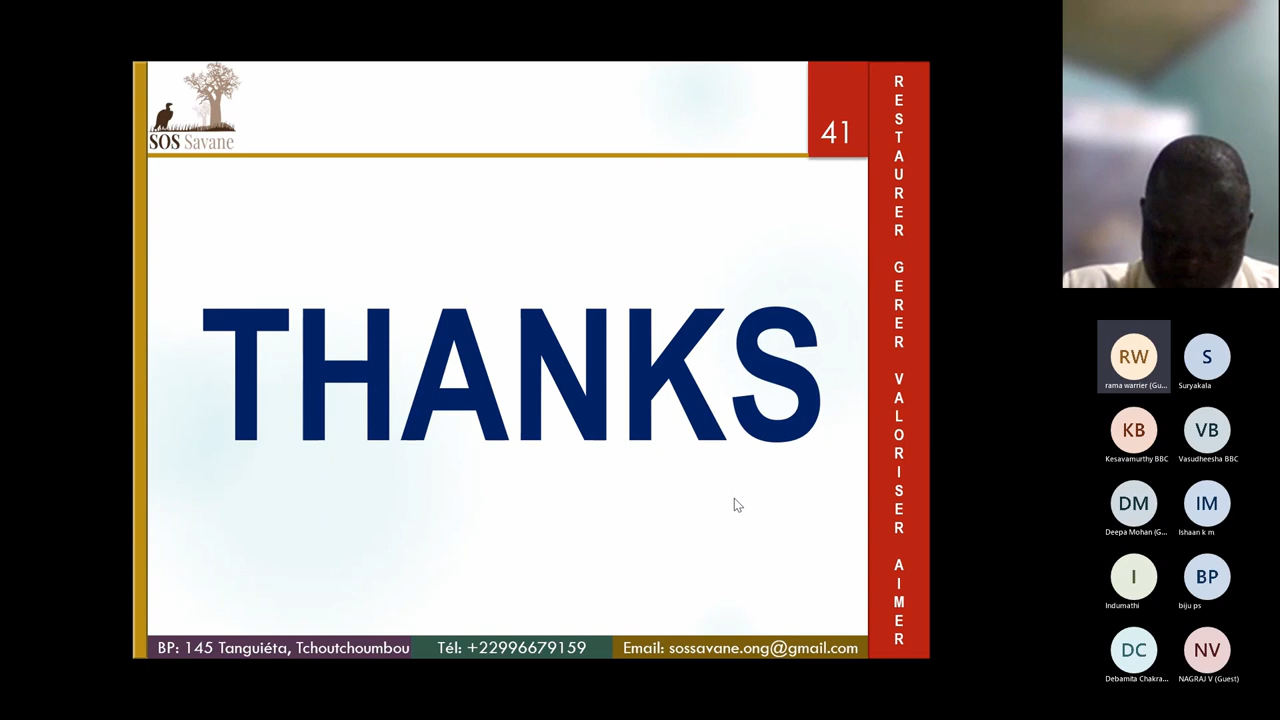 SOS Savane
41
THANKS
RESTAURER GERER VALORISER AIMER
BP: 145 Tanguiéta, Tchoutchoumbou
Tél: +22996679159
Email: sossavane.ong@gmail.com
RW
rama warrier (Gu...
S
Suryakala
KB
Kesavamurthy BBC
VB
Vasudheesha BBC
DM
Deepa Mohan (G...
IM
Ishaan k m
I
Indumathi
BP
biju ps
DC
Debamita Chakra...
NV
NAGRAJ V (Guest)